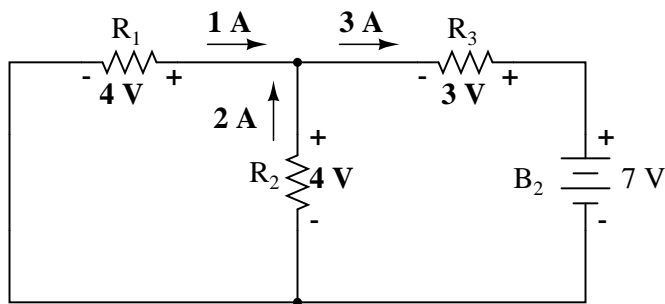 1 A 3 A
R1 R3
- + - +
4 V 3 V
2 A
+ +
R2 4 V B2 7 V
- -